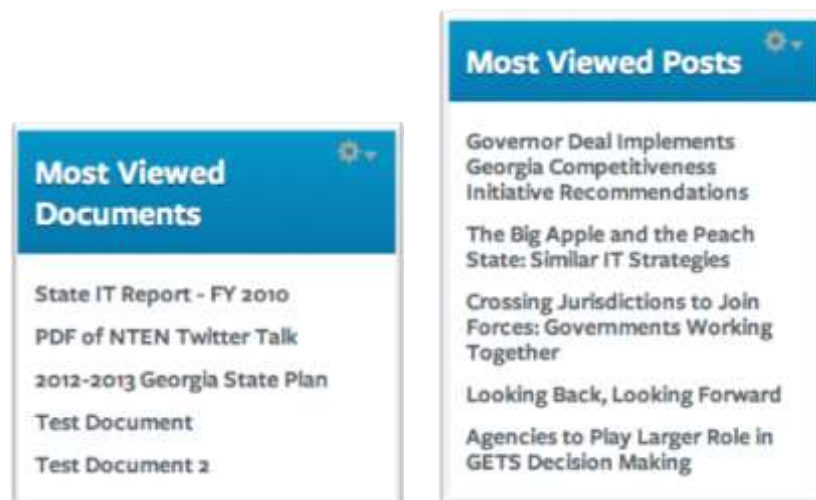 Most Viewed
Documents
State IT Report - FY 2010
PDF of NTEN Twitter Talk
2012-2013 Georgia State Plan
Test Document
Test Document 2
Most Viewed Posts
Governor Deal Implements
Georgia Competitiveness
Initiative Recommendations
The Big Apple and the Peach
State: Similar IT Strategies
Crossing Jurisdictions to Join
Forces: Governments Working
Together
Looking Back, Looking Forward
Agencies to Play Larger Role in
GETS Decision Making